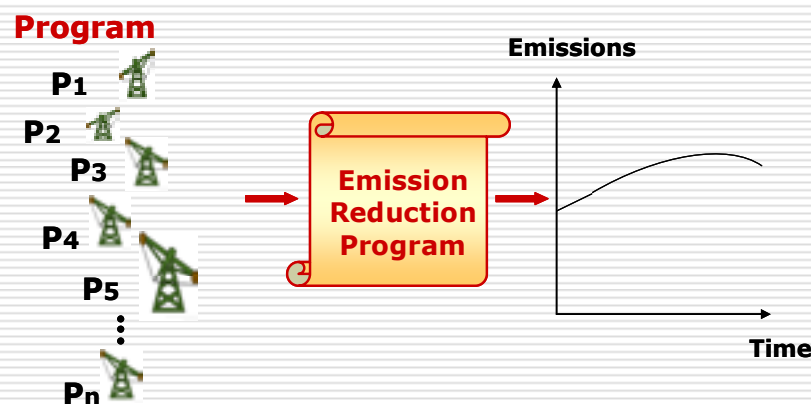 Program
P1
P2
P3
P4
P5
Pn
Emission
Reduction
Program
Emissions
Time